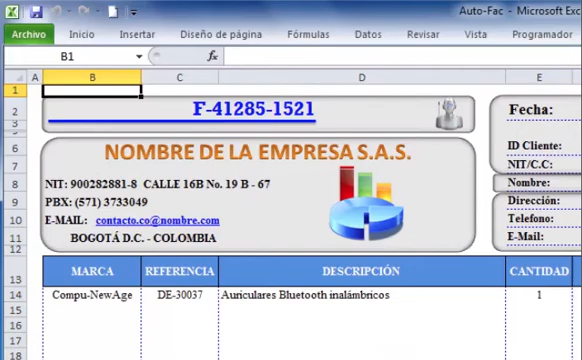 Auto-Fac - Microsoft Exc
Archivo Inicio Insertar Diseño de página Fórmulas Datos Revisar Vista Programador
B1 fx
A B C D E
1
2 F-41285-1521 Fecha:
3
6 NOMBRE DE LA EMPRESA S.A.S. ID Cliente:
7 NIT/C.C:
8 NIT: 900282881-8 CALLE 16B No. 19 B - 67 Nombre:
9 PBX: (571) 3733049 Dirección:
10 E-MAIL: contacto.co@nombre.com Telefono:
11 BOGOTÁ D.C. - COLOMBIA E-Mail:
12
13 MARCA REFERENCIA DESCRIPCIÓN CANTIDAD
14 Compu-NewAge DE-30037 Auriculares Bluetooth inalámbricos 1
15
16
17
18